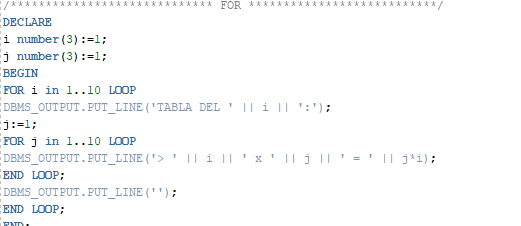 /***************************** FOR ***************************/
DECLARE
i number(3):=1;
j number(3):=1;
BEGIN
FOR i in 1..10 LOOP
DBMS_OUTPUT.PUT_LINE('TABLA DEL ' || i || ':');
j:=1;
FOR j in 1..10 LOOP
DBMS_OUTPUT.PUT_LINE('> ' || i || ' x ' || j || ' = ' || j*i);
END LOOP;
DBMS_OUTPUT.PUT_LINE('');
END LOOP;
END;